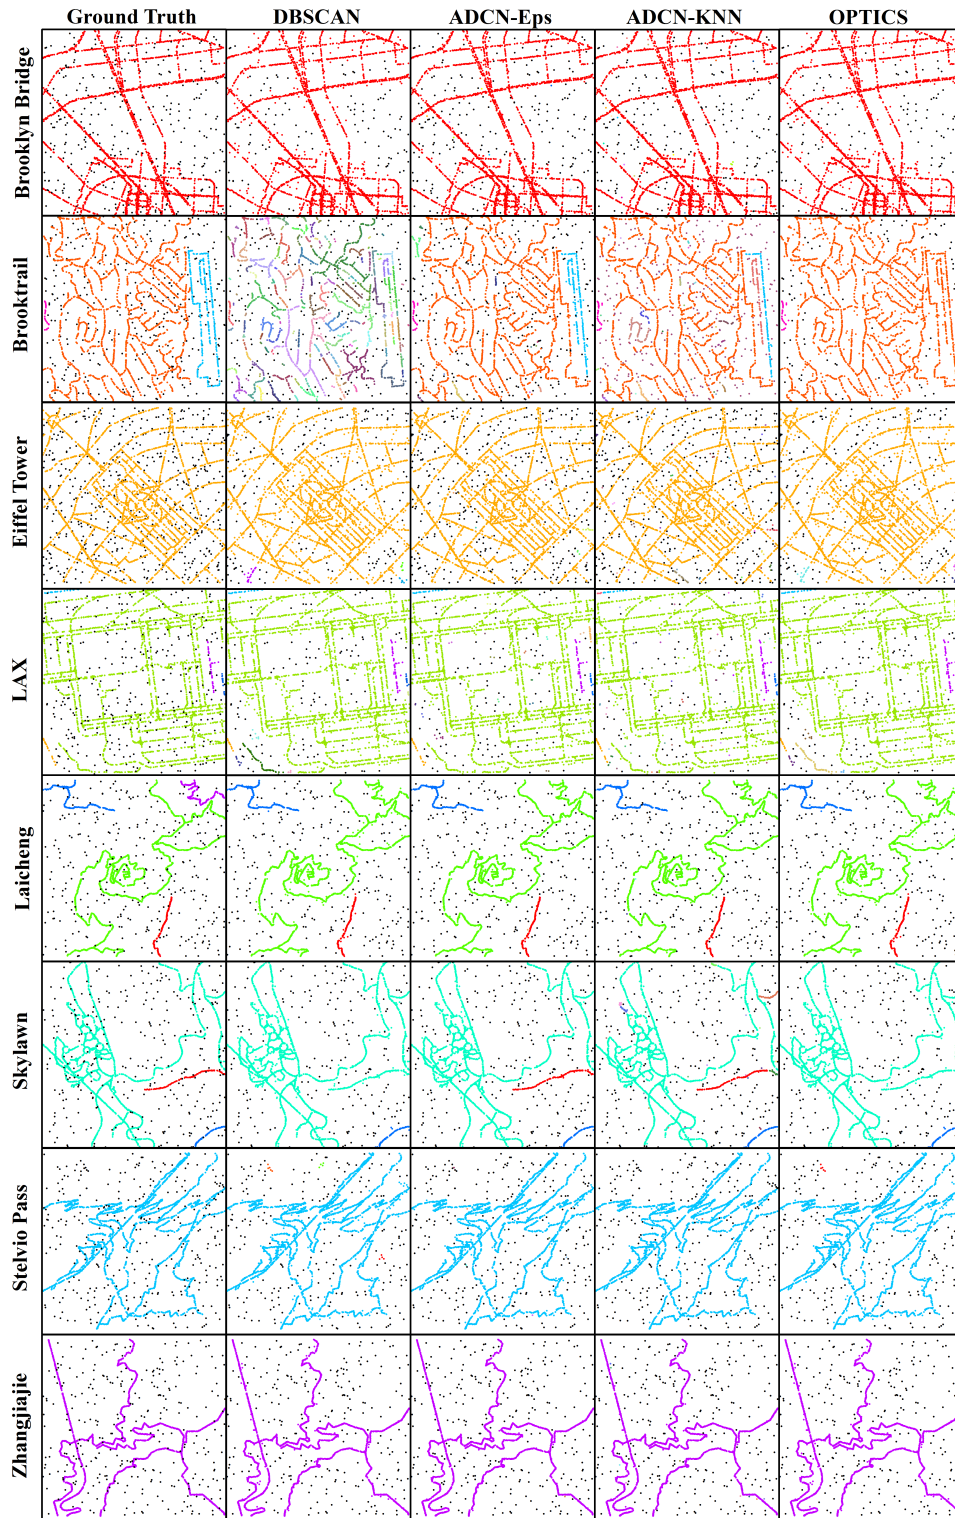 Ground Truth DBSCAN ADCN-Eps ADCN-KNN OPTICS
Brooklyn Bridge
Brooktrail
Eiffel Tower
LAX
Laicheng
Skylawn
Stelvio Pass
Zhangjiajie